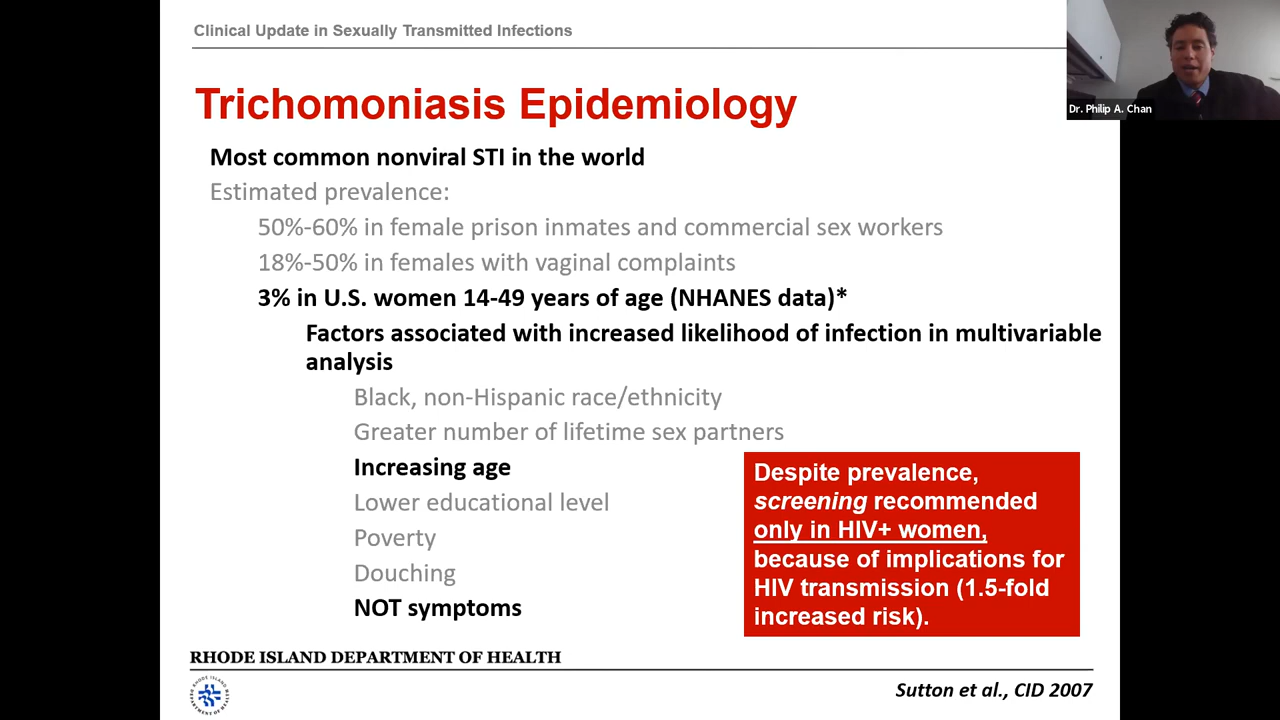 Clinical Update in Sexually Transmitted Infections
Dr. Philip A. Chan
Trichomoniasis Epidemiology
Most common nonviral STI in the world
Estimated prevalence:
50%-60% in female prison inmates and commercial sex workers
18%-50% in females with vaginal complaints
3% in U.S. women 14-49 years of age (NHANES data)*
Factors associated with increased likelihood of infection in multivariable
analysis
Black, non-Hispanic race/ethnicity
Greater number of lifetime sex partners
Increasing age
Lower educational level
Poverty
Douching
NOT symptoms
Despite prevalence,
screening recommended
only in HIV+ women,
because of implications for
HIV transmission (1.5-fold
increased risk).
RHODE ISLAND DEPARTMENT OF HEALTH
Sutton et al., CID 2007